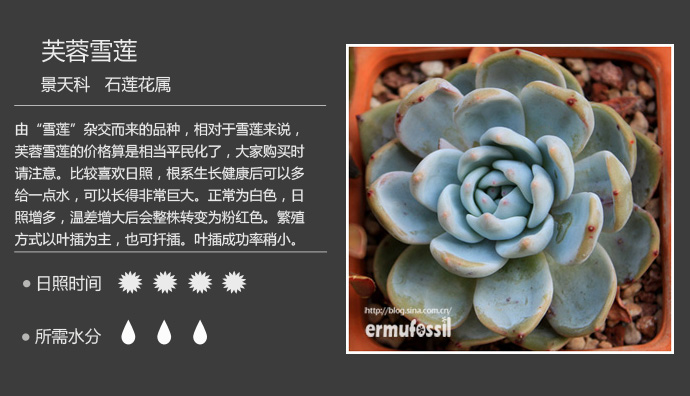 芙蓉雪莲
景天科 石莲花属
由“雪莲”杂交而来的品种，相对于雪莲来说，
芙蓉雪莲的价格算是相当平民化了，大家购买时
请注意。比较喜欢日照，根系生长健康后可以多
给一点水，可以长得非常巨大。正常为白色，日
照增多，温差增大后会整株转变为粉红色。繁殖
方式以叶插为主，也可扦插。叶插成功率稍小。
日照时间
所需水分
http://blog.sina.com.cn/
ermufossil